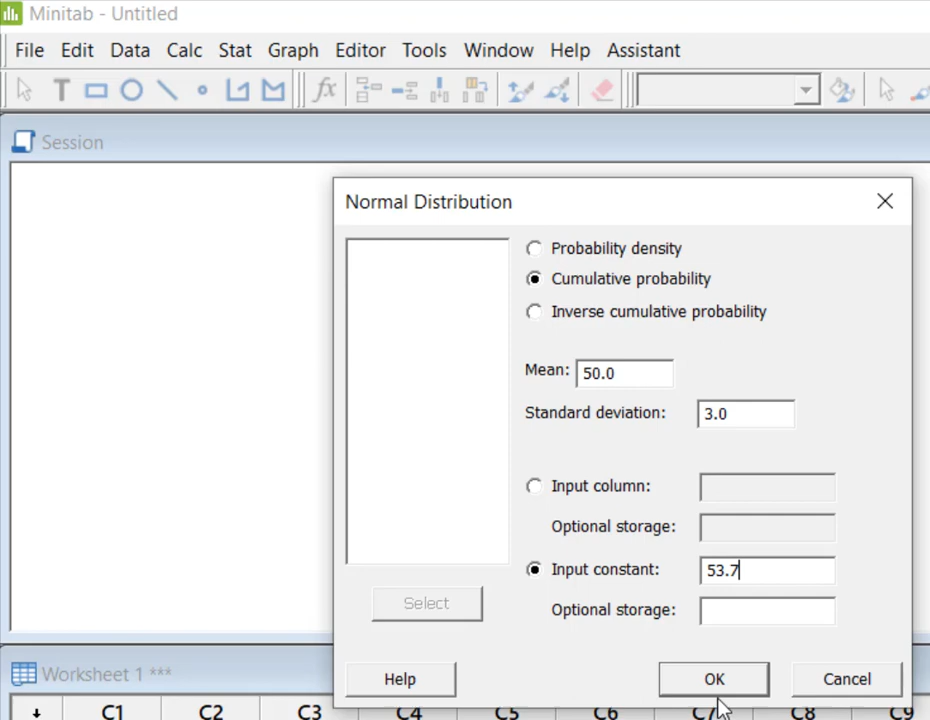 Minitab - Untitled
File Edit Data Calc Stat Graph Editor Tools Window Help Assistant
T fx
Session
Normal Distribution
Probability density
Cumulative probability
Inverse cumulative probability
Mean: 50.0
Standard deviation: 3.0
Input column:
Optional storage:
Input constant: 53.7
Select
Optional storage:
Worksheet 1 ***
Help OK Cancel
C1 C2 C3 C4 C5 C6 C7 C8 C9